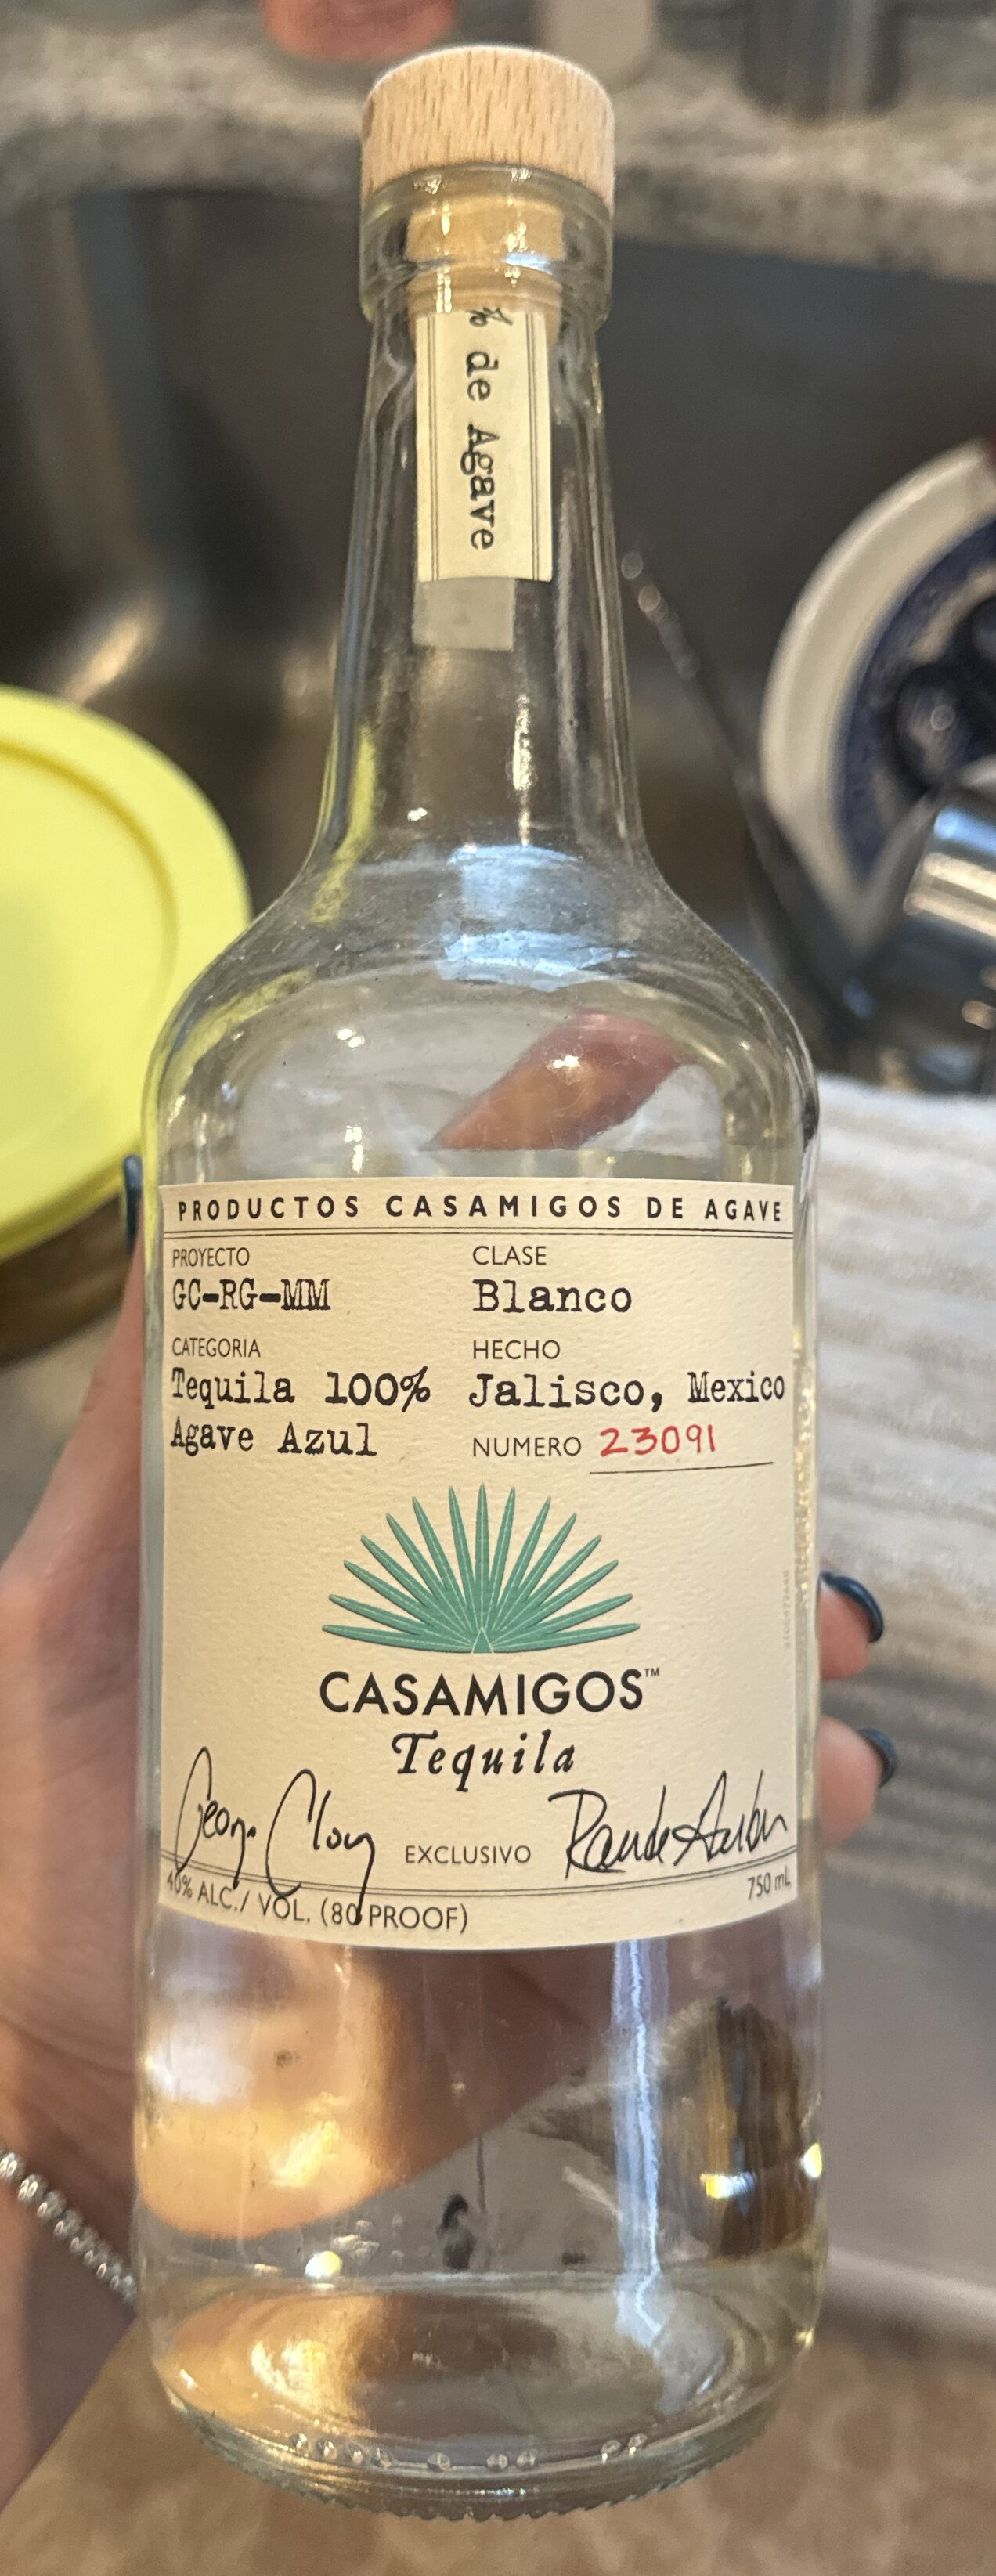 % de Agave
PRODUCTOS CASAMIGOS DE AGAVE
PROYECTO CLASE
GC-RG-MM Blanco
CATEGORIA HECHO
Tequila 100% Jalisco, Mexico
Agave Azul NUMERO 23091
CASAMIGOS™
Tequila
EXCLUSIVO
40% ALC./ VOL. (80 PROOF) 750 mL